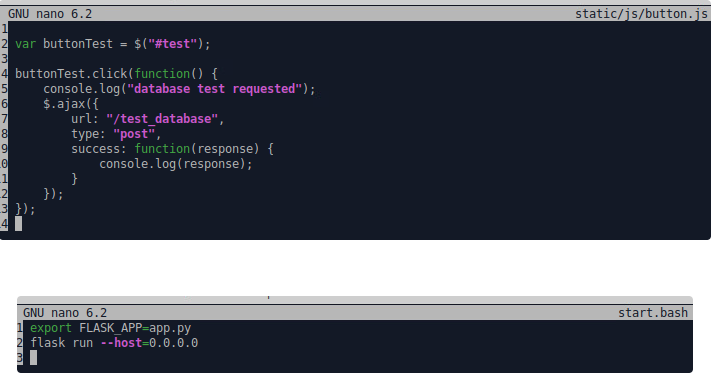 GNU nano 6.2 static/js/button.js
1
2 var buttonTest = $("#test");
3
4 buttonTest.click(function() {
5 console.log("database test requested");
6 $.ajax({
7 url: "/test_database",
8 type: "post",
9 success: function(response) {
0 console.log(response);
1 }
2 });
3 });
4
GNU nano 6.2 start.bash
1 export FLASK_APP=app.py
2 flask run --host=0.0.0.0
3